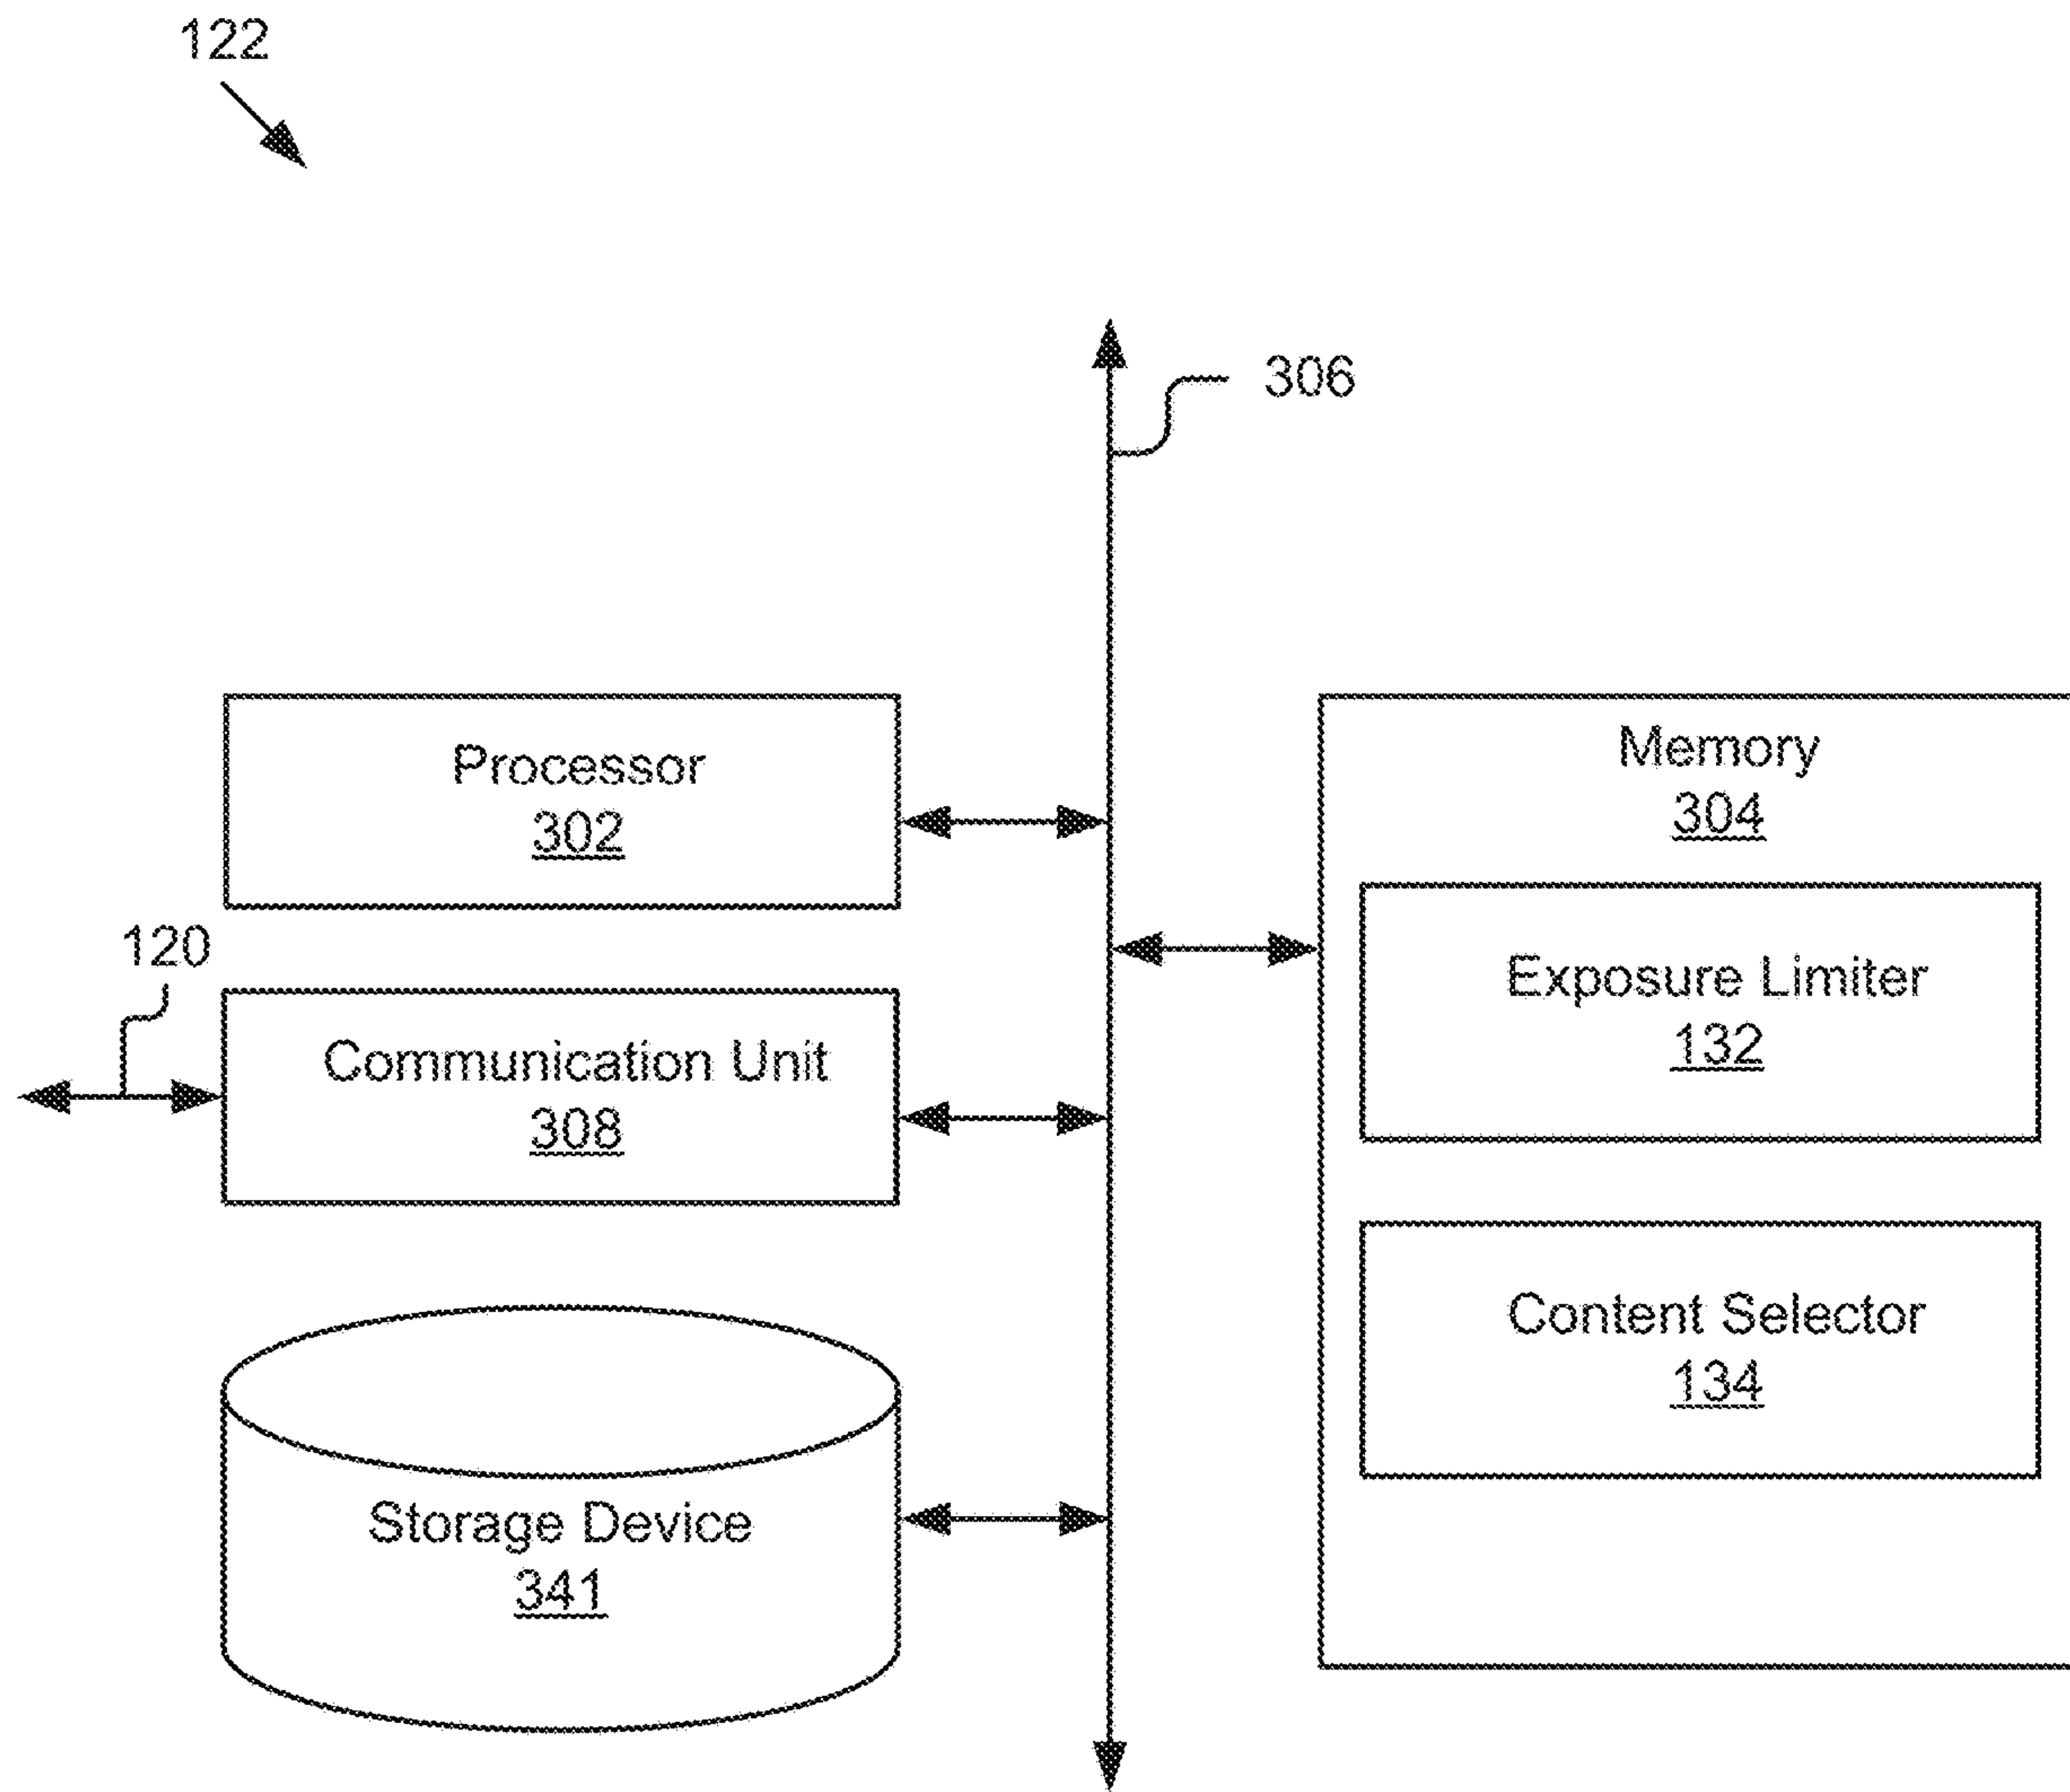 122
306
Processor
302
Memory
304
120
Exposure Limiter
132
Communication Unit
308
Content Selector
134
Storage Device
341